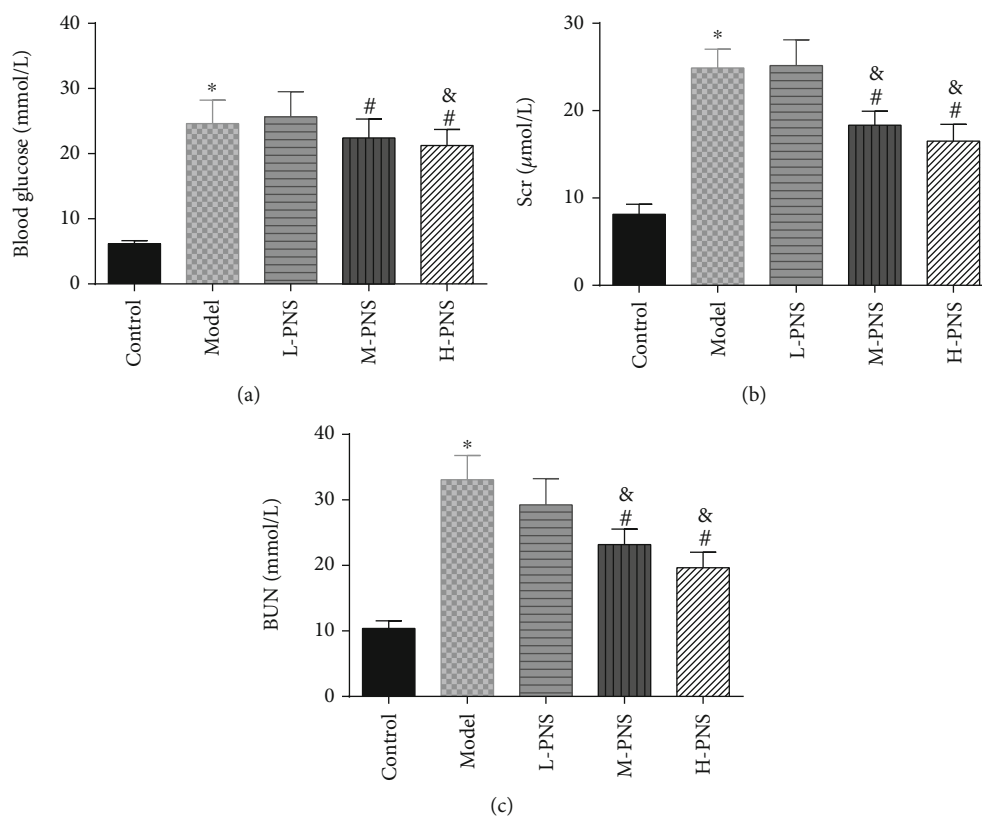 Blood glucose (mmol/L)
40
30
20
10
0
*
#
&
#
Control
Model
L-PNS
M-PNS
H-PNS
(a)
Scr (μmol/L)
30
20
10
0
*
&
#
&
#
Control
Model
L-PNS
M-PNS
H-PNS
(b)
BUN (mmol/L)
40
30
20
10
0
*
&
#
&
#
Control
Model
L-PNS
M-PNS
H-PNS
(c)